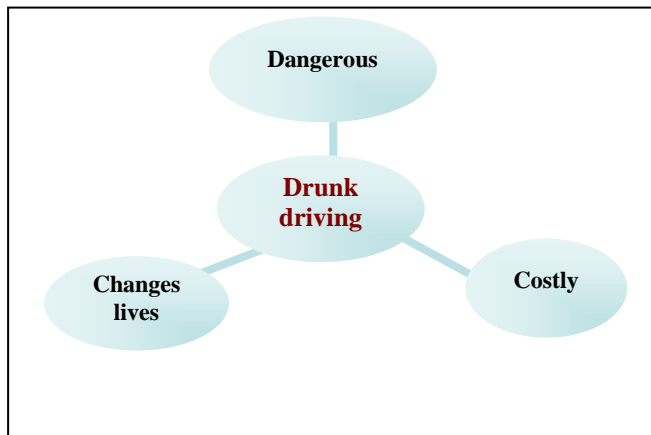 Dangerous
Drunk
driving
Changes
lives
Costly